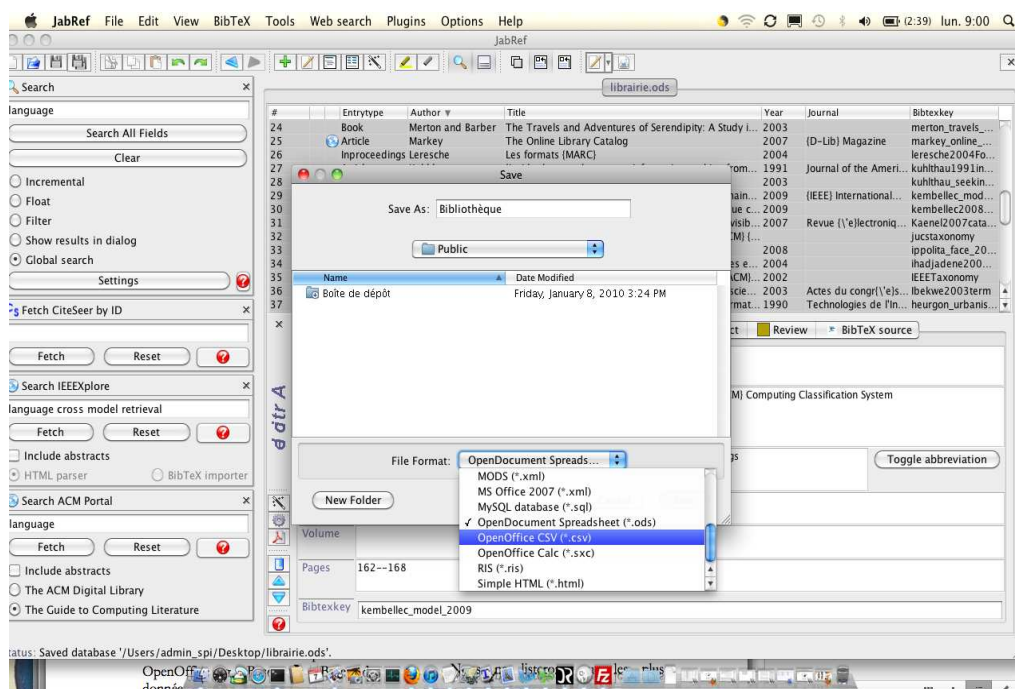 JabRef File Edit View BibTeX Tools Web search Plugins Options Help (2:39) lun. 9:00
JabRef
librairie.ods
Search
language
Search All Fields
Clear
Incremental
Float
Filter
Show results in dialog
Global search
Settings
Fetch CiteSeer by ID
Fetch Reset
Search IEEEXplore
language cross model retrieval
Fetch Reset
Include abstracts
HTML parser BibTeX importer
Search ACM Portal
language
Fetch Reset
Include abstracts
The ACM Digital Library
The Guide to Computing Literature
# Entrytype Author Title Year Journal Bibtexkey
24 Book Merton and Barber The Travels and Adventures of Serendipity: A Study i... 2003 merton_travels_...
25 Article Markey The Online Library Catalog 2007 {D-Lib} Magazine markey_online_...
26 Inproceedings Leresche Les formats {MARC} 2004 leresche2004Fo...
27 rom... 1991 Journal of the Ameri... kuhlthau1991in...
28 2003 kuhlthau_seekin...
29 2009 {IEEE} International... kembellec_mod...
30 ue c... 2009 kembellec2008...
31 visib... 2007 Revue {\'e}lectroniq... Kaenel2007cata...
32 jucstaxonomy
33 2008 ippolita_face_20...
34 es e... 2004 ihadjadene200...
35 2002 IEEETaxonomy
36 scie... 2003 Actes du congr{\'e}s... Ibekwe2003term
37 rmat... 1990 Technologies de l'In... heurgon_urbanis...
Save
Save As: Bibliothèque
Public
Name Date Modified
Boîte de dépôt Friday, January 8, 2010 3:24 PM
File Format: OpenDocument Spreads...
New Folder
MODS (*.xml)
MS Office 2007 (*.xml)
MySQL database (*.sql)
✓ OpenDocument Spreadsheet (*.ods)
OpenOffice CSV (*.csv)
OpenOffice Calc (*.sxc)
RIS (*.ris)
Simple HTML (*.html)
Review BibTeX source
M} Computing Classification System
Toggle abbreviation
Volume
Pages 162--168
Bibtexkey kembellec_model_2009
tatus: Saved database '/Users/admin_spi/Desktop/librairie.ods'.